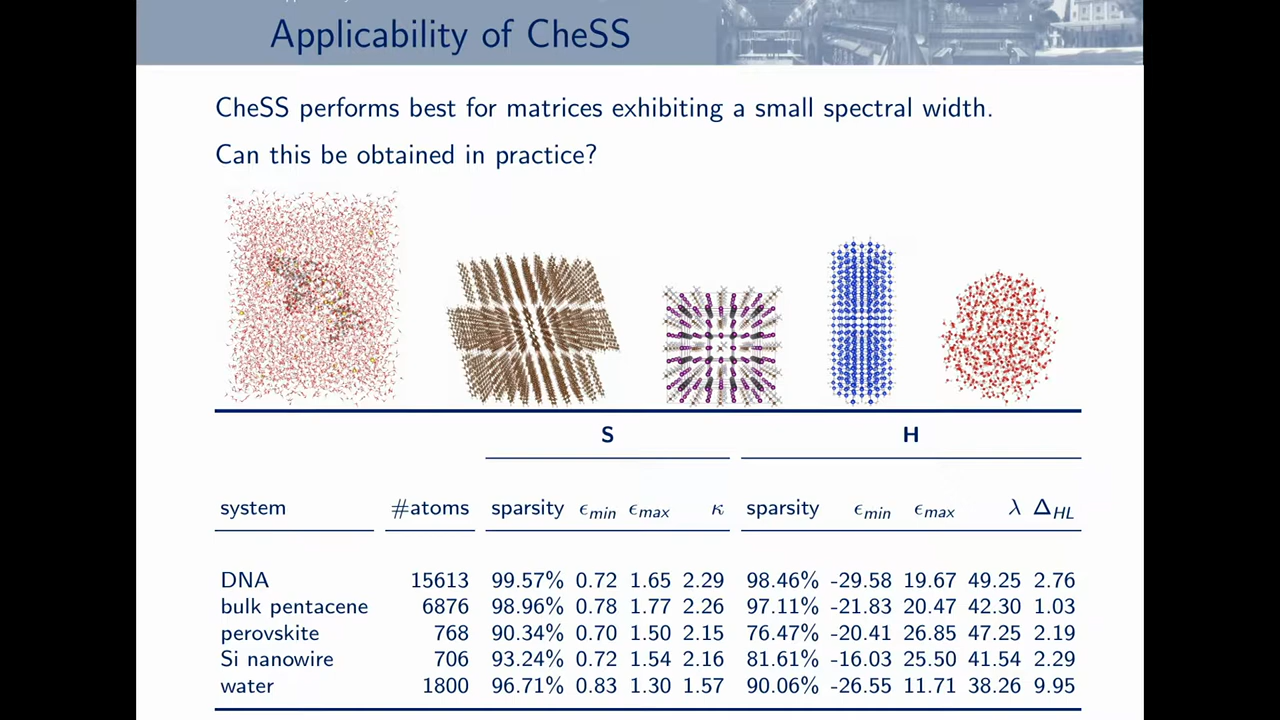 Applicability of CheSS
CheSS performs best for matrices exhibiting a small spectral width.
Can this be obtained in practice?
S H
system #atoms sparsity ϵmin ϵmax κ sparsity ϵmin ϵmax λ ΔHL
DNA 15613 99.57% 0.72 1.65 2.29 98.46% -29.58 19.67 49.25 2.76
bulk pentacene 6876 98.96% 0.78 1.77 2.26 97.11% -21.83 20.47 42.30 1.03
perovskite 768 90.34% 0.70 1.50 2.15 76.47% -20.41 26.85 47.25 2.19
Si nanowire 706 93.24% 0.72 1.54 2.16 81.61% -16.03 25.50 41.54 2.29
water 1800 96.71% 0.83 1.30 1.57 90.06% -26.55 11.71 38.26 9.95